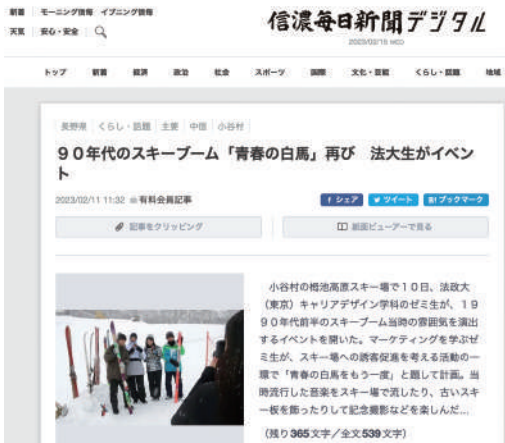 新着 モーニング情報 イブニング情報
天気 安心・安全
信濃毎日新聞デジタル
2023/02/15 WED
トップ 新着 経済 政治 社会 スポーツ 国際 文化・芸能 くらし・話題 地域
長野県 くらし・話題 主要 中信 小谷村
９０年代のスキーブーム「青春の白馬」再び 法大生がイベン
ト
2023/02/11 11:32 有料会員記事
シェア ツイート B! ブックマーク
記事をクリッピング 紙面ビューアーで見る
小谷村の栂池高原スキー場で１０日、法政大
（東京）キャリアデザイン学科のゼミ生が、１９
９０年代前半のスキーブーム当時の雰囲気を演出
するイベントを開いた。マーケティングを学ぶゼ
ミ生が、スキー場への誘客促進を考える活動の一
環で「青春の白馬をもう一度」と題して計画。当
時流行した音楽をスキー場で流したり、古いスキ
ー板を飾ったりして記念撮影などを楽しんだ…
（残り365文字／全文539文字）